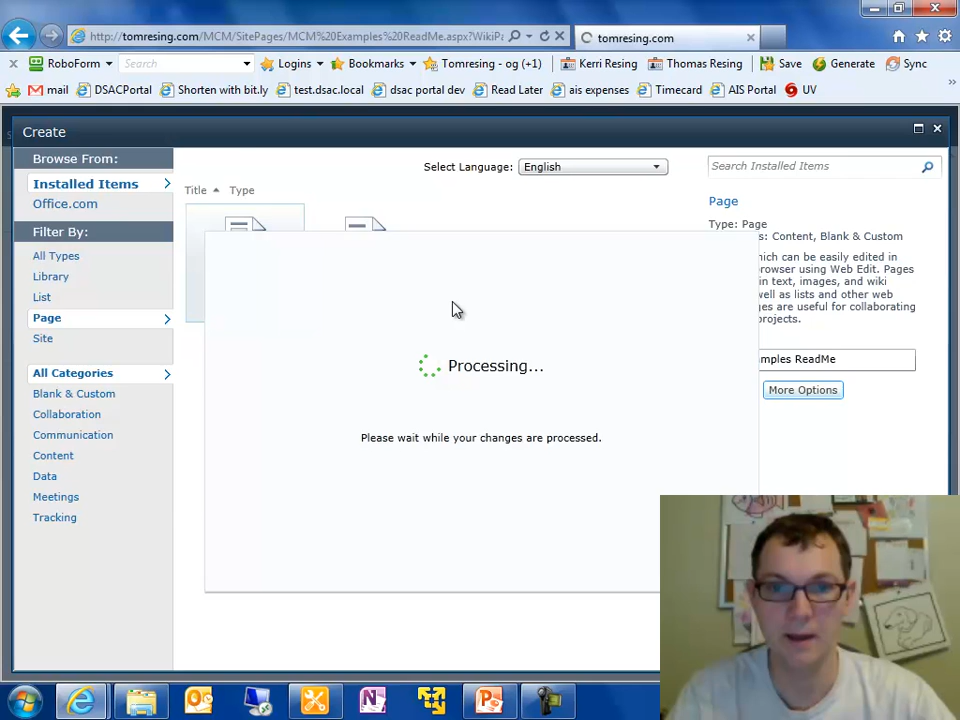 http://tomresing.com/MCM/SitePages/MCM%20Examples%20ReadMe.aspx?WikiPa
tomresing.com
RoboForm
Search
Logins
Bookmarks
Tomresing - og (+1)
Kerri Resing
Thomas Resing
Save
Generate
Sync
mail
DSACPortal
Shorten with bit.ly
test.dsac.local
dsac portal dev
Read Later
ais expenses
Timecard
AIS Portal
UV
Create
Browse From:
Installed Items
Office.com
Filter By:
All Types
Library
List
Page
Site
All Categories
Blank & Custom
Collaboration
Communication
Content
Data
Meetings
Tracking
Select Language:
English
Title
Type
Processing...
Please wait while your changes are processed.
Search Installed Items
Page
Type: Page
s: Content, Blank & Custom
which can be easily edited in
browser using Web Edit. Pages
in text, images, and wiki
well as lists and other web
ges are useful for collaborating
projects.
amples ReadMe
More Options